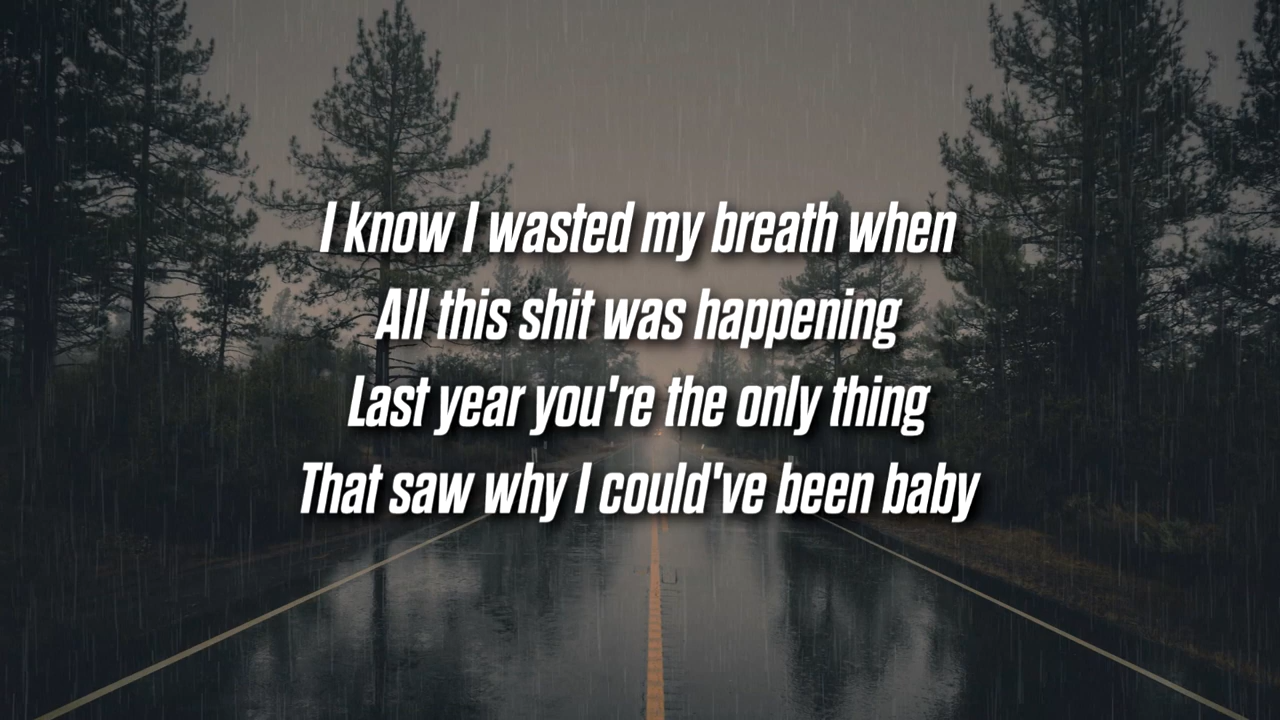 I know I wasted my breath when
All this shit was happening
Last year you're the only thing
That saw why I could've been baby